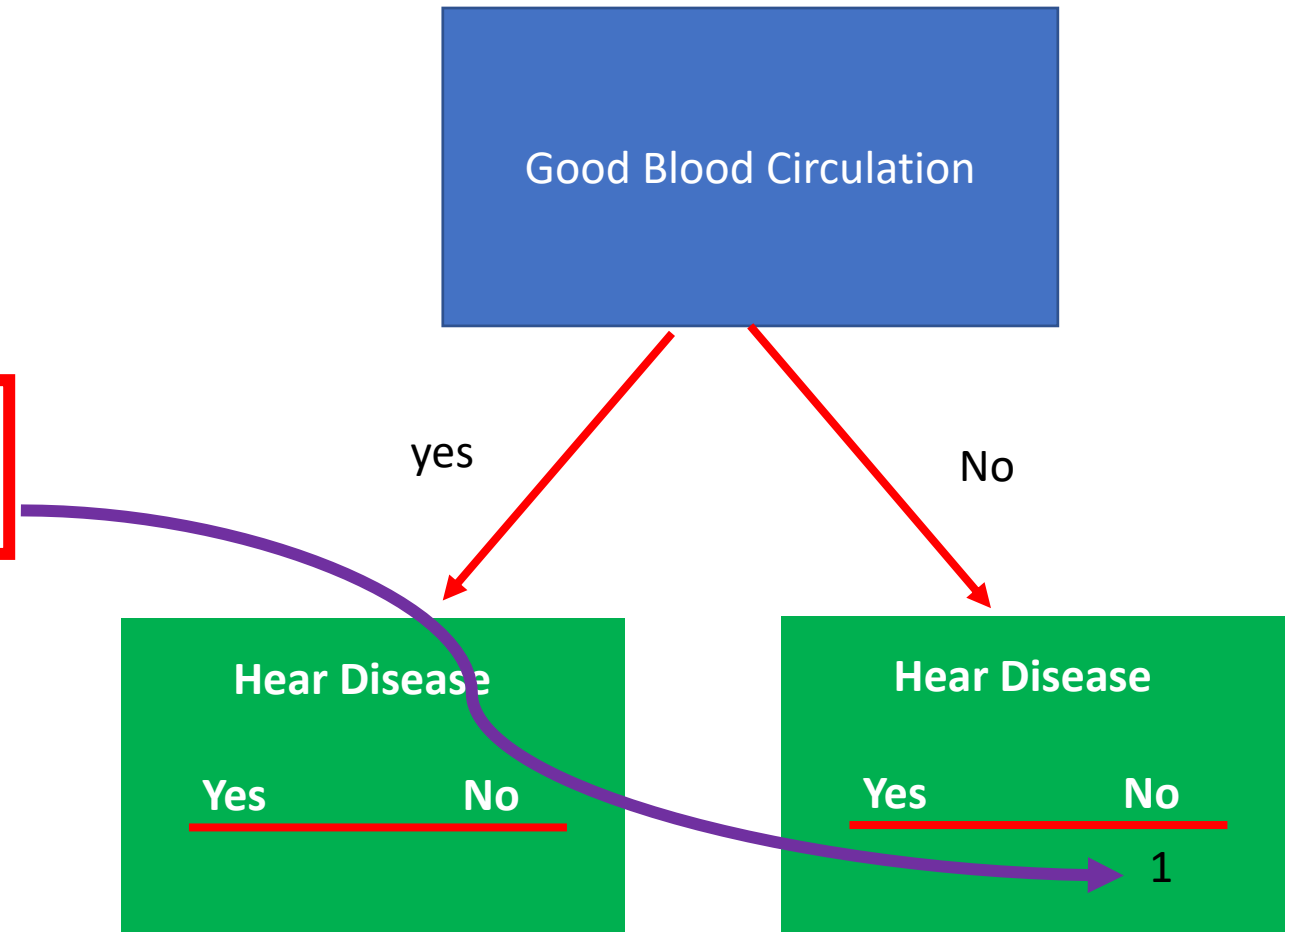 Good Blood Circulation
yes
No
Hear Disease
Yes No
Hear Disease
Yes No
1